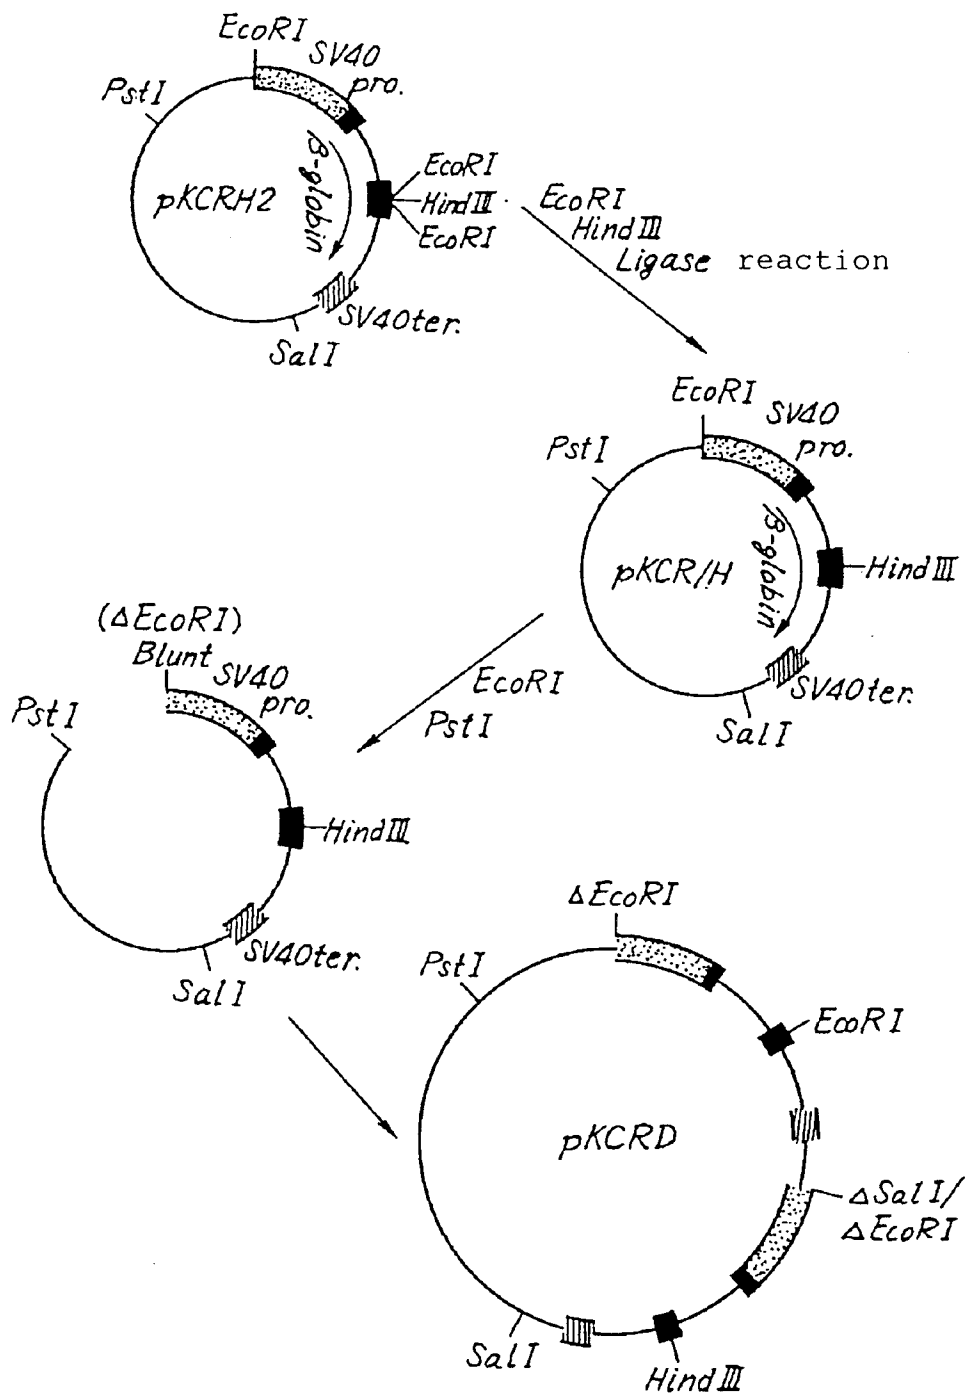 EcoRI
SV40
pro.
PstI
β-globin
pKCRH2
EcoRI
HindIII
EcoRI
SV40ter.
SalI
EcoRI
HindIII
Ligase reaction
EcoRI
SV40
pro.
PstI
β-globin
pKCR/H
HindIII
SV40ter.
SalI
EcoRI
PstI
(ΔEcoRI)
Blunt
SV40
pro.
PstI
HindIII
SV40ter.
SalI
ΔEcoRI
PstI
EcoRI
pKCRD
ΔSalI/
ΔEcoRI
SalI
HindIII